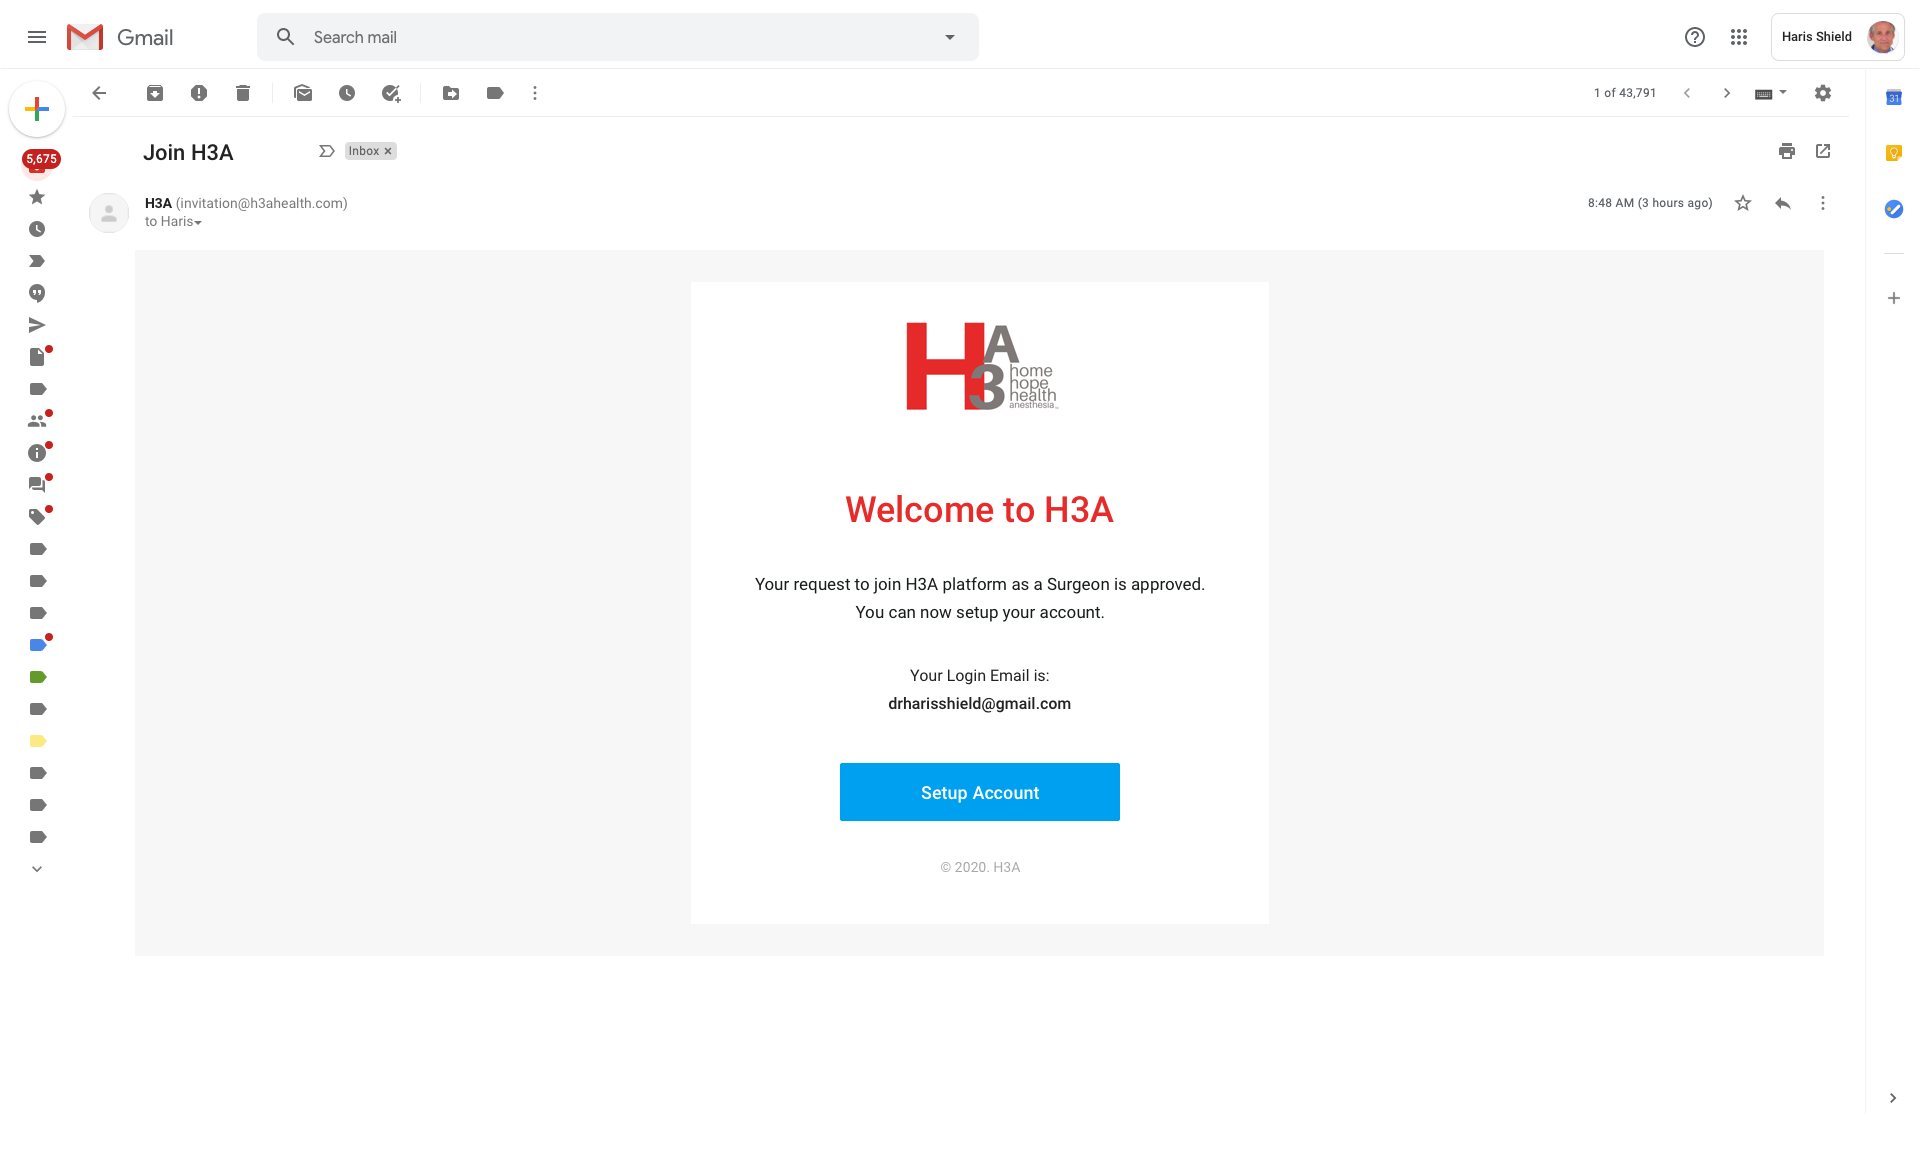 Gmail
Search mail
Haris Shield
1 of 43,791
31
5,675
Join H3A
Inbox ×
H3A (invitation@h3ahealth.com)
8:48 AM (3 hours ago)
to Haris
H3A
home
hope
health
anesthesia
Welcome to H3A
Your request to join H3A platform as a Surgeon is approved.
You can now setup your account.
Your Login Email is:
drharisshield@gmail.com
Setup Account
© 2020. H3A